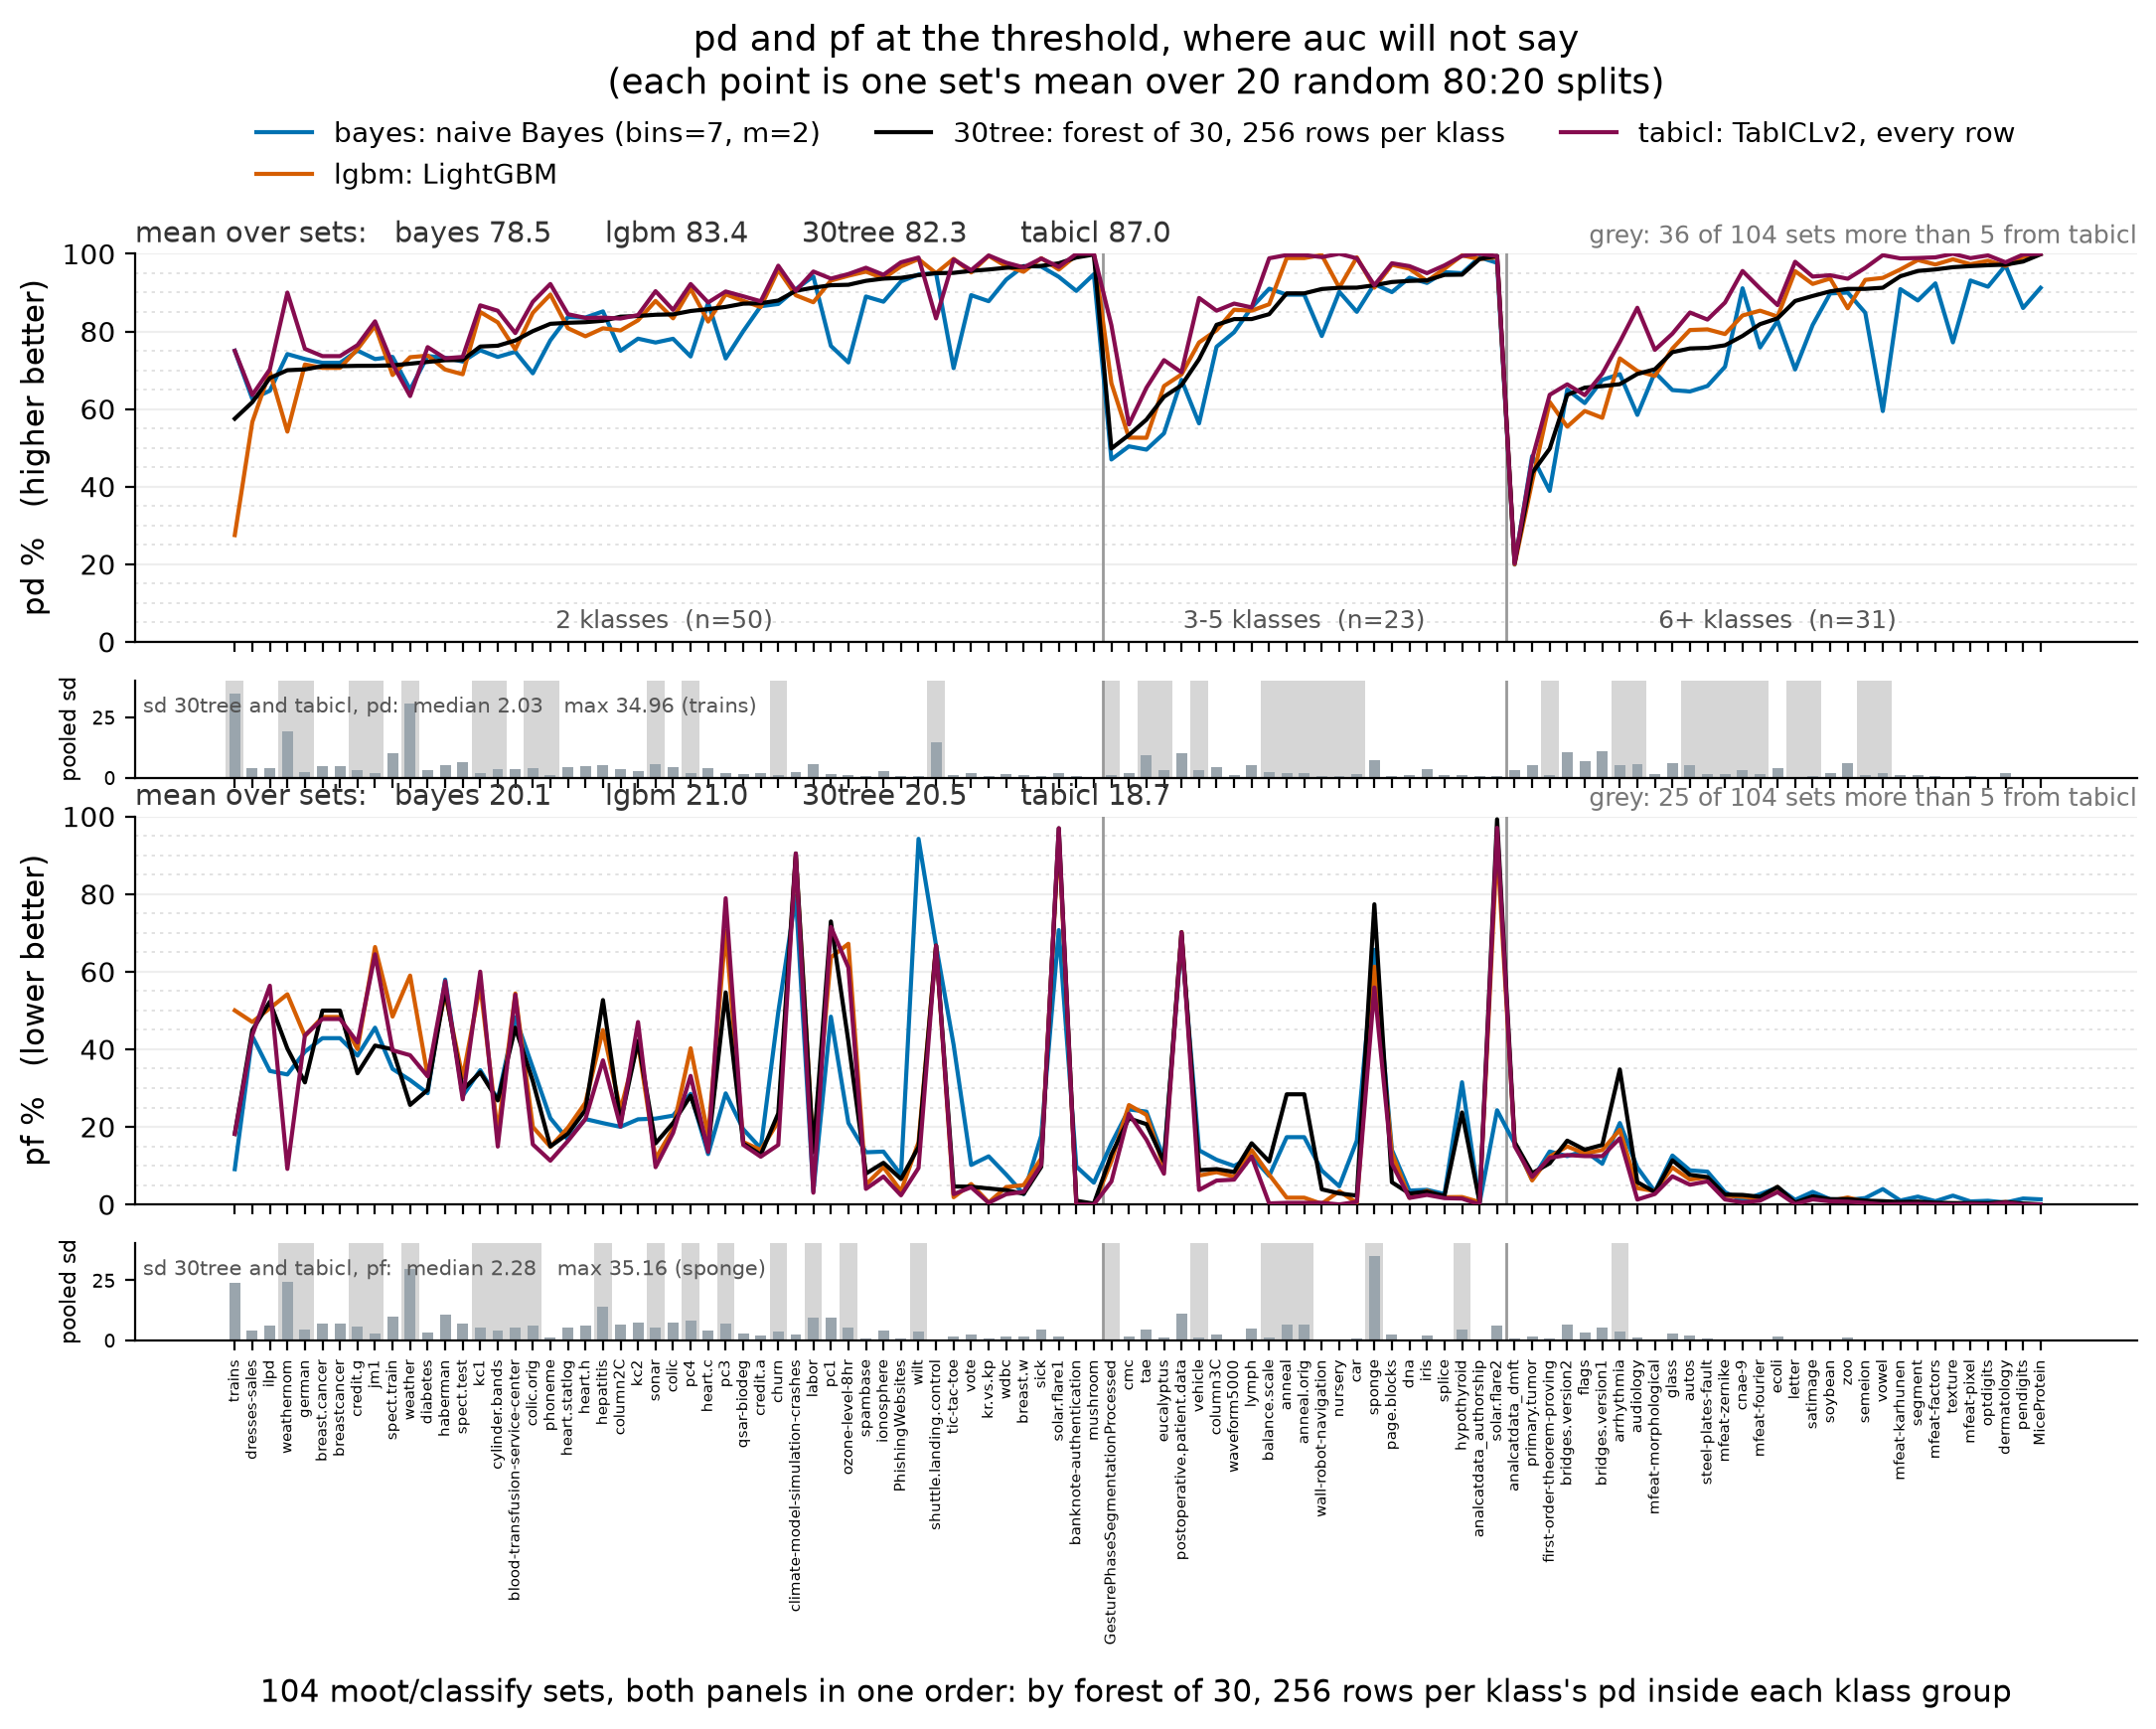 pd and pf at the threshold, where auc will not say
(each point is one set's mean over 20 random 80:20 splits)
bayes: naive Bayes (bins=7, m=2)
30tree: forest of 30, 256 rows per klass
tabicl: TabICLv2, every row
lgbm: LightGBM
mean over sets: bayes 78.5 lgbm 83.4 30tree 82.3 tabicl 87.0
grey: 36 of 104 sets more than 5 from tabicl
pd % (higher better)
100
80
60
40
20
0
2 klasses (n=50)
3-5 klasses (n=23)
6+ klasses (n=31)
pooled sd
25
0
sd 30tree and tabicl, pd: median 2.03 max 34.96 (trains)
mean over sets: bayes 20.1 lgbm 21.0 30tree 20.5 tabicl 18.7
grey: 25 of 104 sets more than 5 from tabicl
pf % (lower better)
100
80
60
40
20
0
pooled sd
25
0
sd 30tree and tabicl, pf: median 2.28 max 35.16 (sponge)
trains
dresses-sales
ilpd
weathernom
german
breast.cancer
breastcancer
credit.g
jm1
spect.train
weather
diabetes
haberman
spect.test
kc1
cylinder.bands
blood-transfusion-service-center
colic.orig
phoneme
heart.statlog
heart.h
hepatitis
column2C
kc2
sonar
colic
pc4
heart.c
pc3
qsar-biodeg
credit.a
churn
climate-model-simulation-crashes
labor
pc1
ozone-level-8hr
spambase
ionosphere
PhishingWebsites
wilt
shuttle.landing.control
tic-tac-toe
vote
kr.vs.kp
wdbc
breast.w
sick
solar.flare1
banknote-authentication
mushroom
GesturePhaseSegmentationProcessed
cmc
tae
eucalyptus
postoperative.patient.data
vehicle
column3C
waveform5000
lymph
balance.scale
anneal
anneal.orig
wall-robot-navigation
nursery
car
sponge
page.blocks
dna
iris
splice
hypothyroid
analcatdata_authorship
solar.flare2
analcatdata_dmft
primary.tumor
first-order-theorem-proving
bridges.version2
flags
bridges.version1
arrhythmia
audiology
mfeat-morphological
glass
autos
steel-plates-fault
mfeat-zernike
cnae-9
mfeat-fourier
ecoli
letter
satimage
soybean
zoo
semeion
vowel
mfeat-karhunen
segment
mfeat-factors
texture
mfeat-pixel
optdigits
dermatology
pendigits
MiceProtein
104 moot/classify sets, both panels in one order: by forest of 30, 256 rows per klass's pd inside each klass group